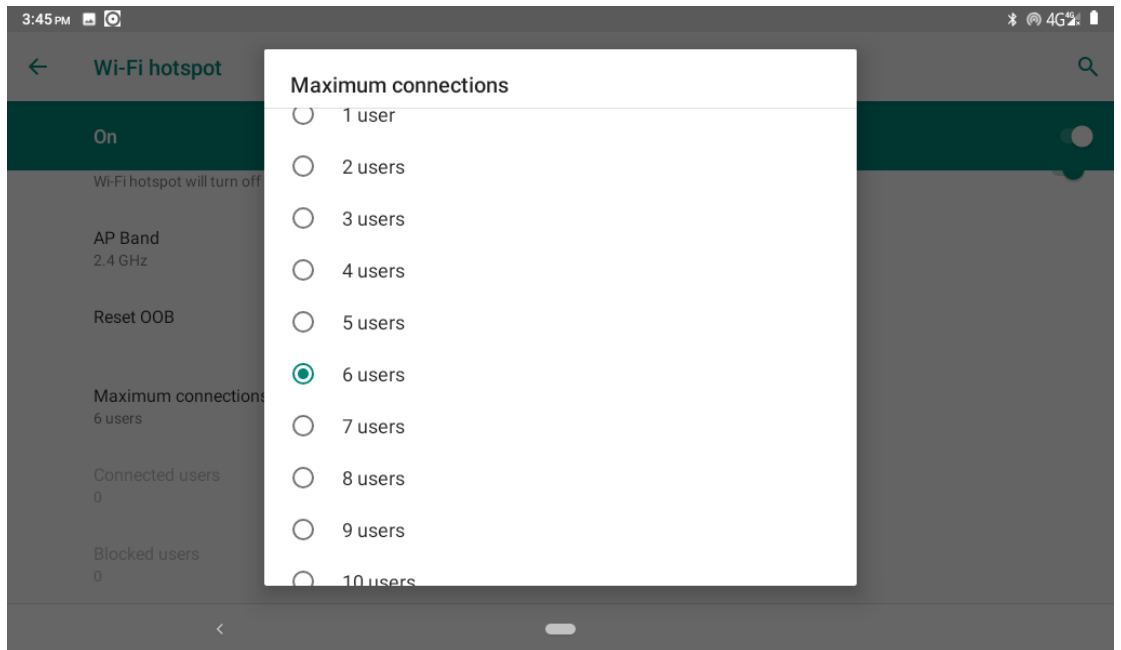 3:45 PM
4G 4G
Wi-Fi hotspot
Maximum connections
On
1 user
2 users
Wi-Fi hotspot will turn off
3 users
AP Band
2.4 GHz
4 users
Reset OOB
5 users
6 users
Maximum connections
6 users
7 users
Connected users
0
8 users
9 users
Blocked users
0
10 users